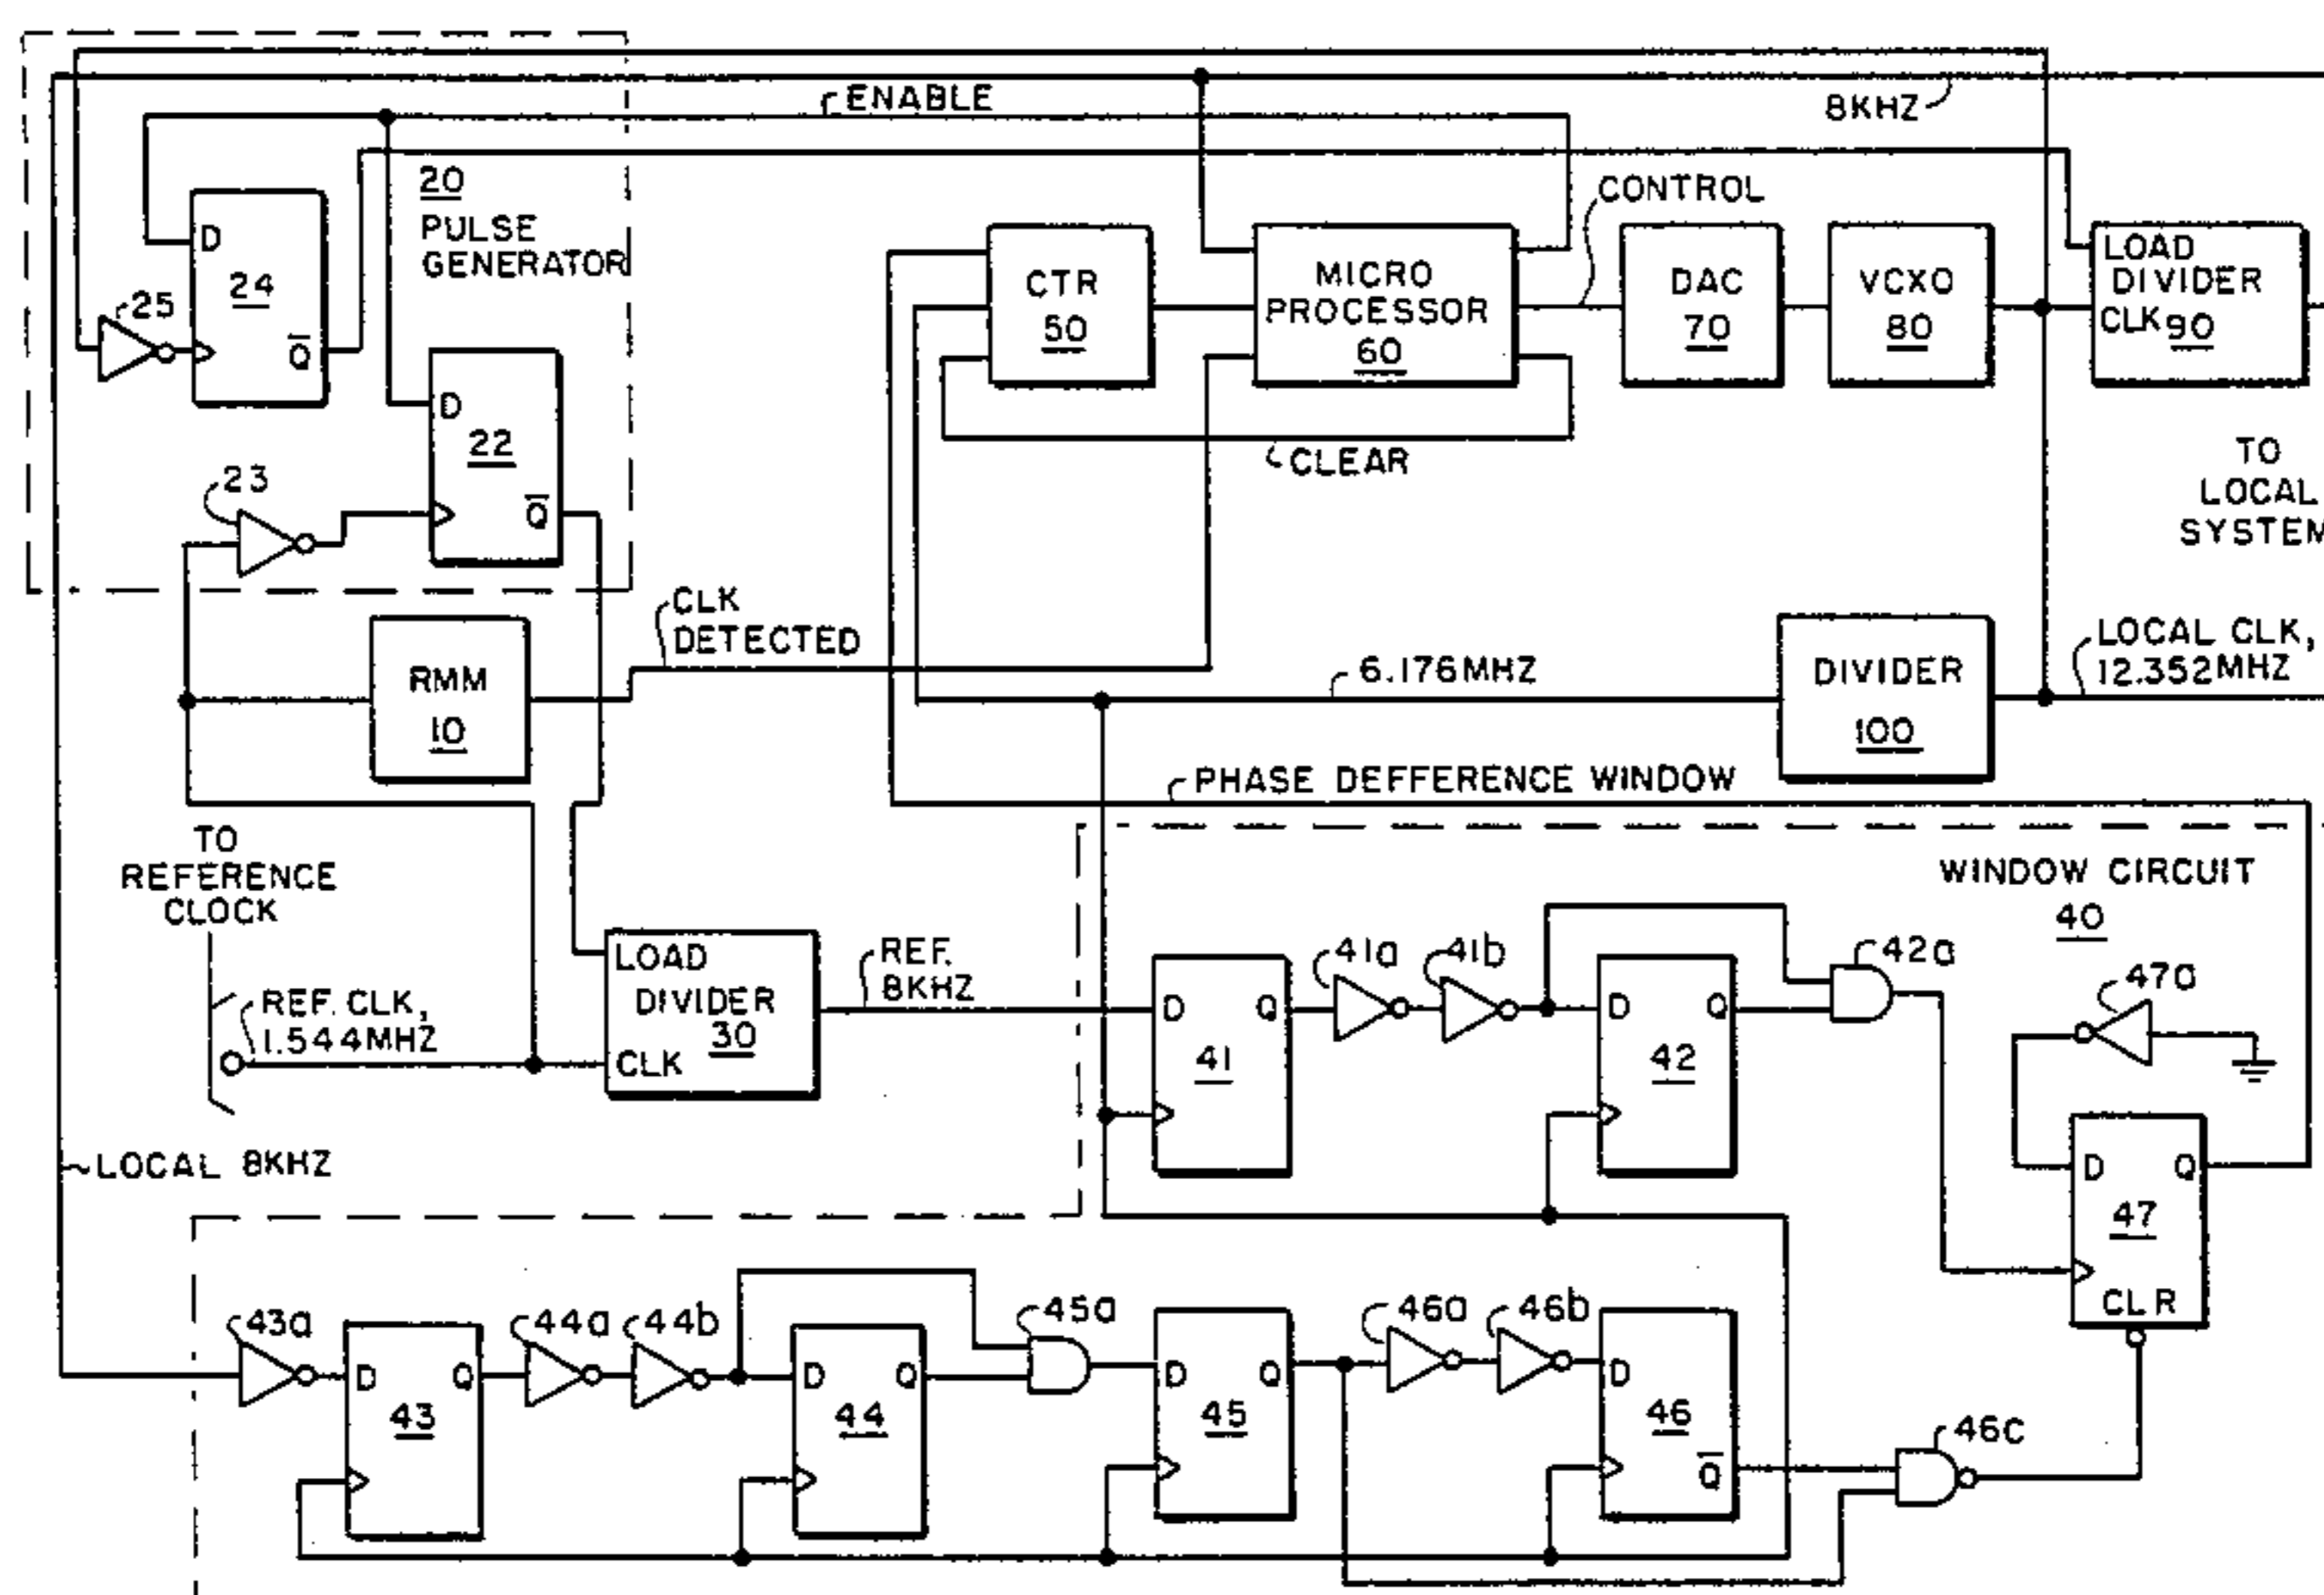 ENABLE
8KHZ
20
PULSE
GENERATOR
D
24
Q
25
D
22
Q
23
CTR
50
MICRO
PROCESSOR
60
CONTROL
DAC
70
VCXO
80
LOAD
DIVIDER
CLK 90
CLEAR
TO
LOCAL
SYSTEM
CLK
DETECTED
RMM
10
6.176MHZ
DIVIDER
100
LOCAL CLK,
12.352MHZ
PHASE DEFFERENCE WINDOW
TO
REFERENCE
CLOCK
REF. CLK,
1.544MHZ
LOAD
DIVIDER
30
CLK
REF.
8KHZ
WINDOW CIRCUIT
40
D Q
41
41a
41b
D Q
42
42a
47a
D Q
47
CLR
LOCAL 8KHZ
43a
D Q
43
44a
44b
D Q
44
45a
D Q
45
46a
46b
D
46
Q
46c